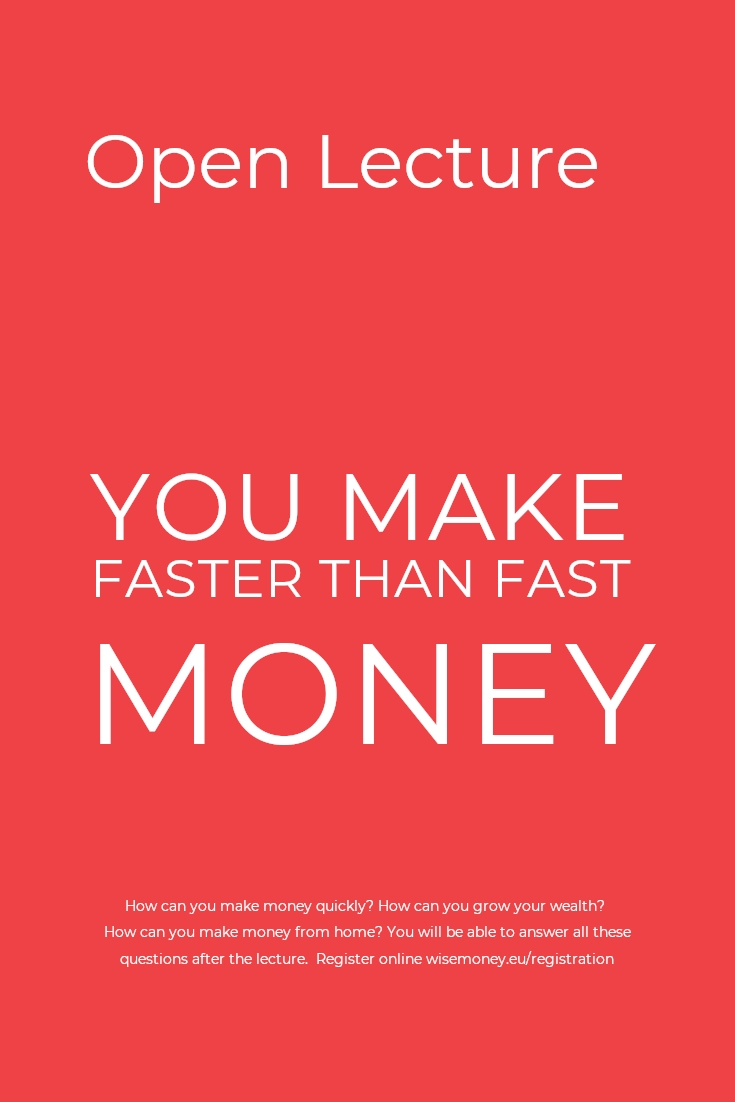 Open Lecture
YOU MAKE
FASTER THAN FAST
MONEY
How can you make money quickly? How can you grow your wealth?
How can you make money from home? You will be able to answer all these
questions after the lecture.  Register online wisemoney.eu/registration